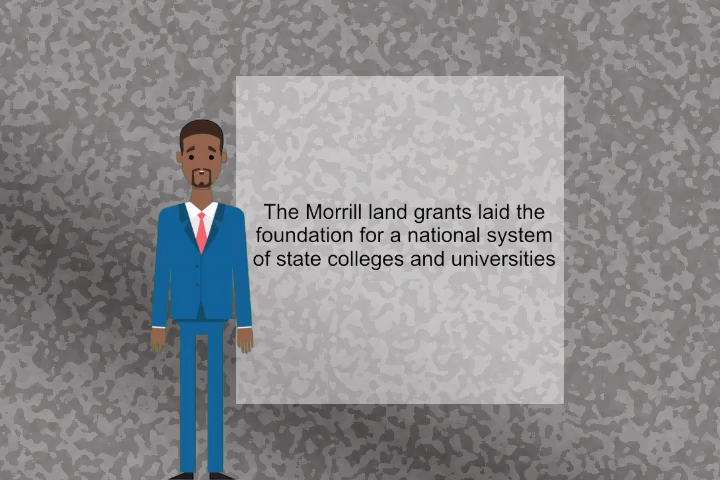 The Morrill land grants laid the
foundation for a national system
of state colleges and universities